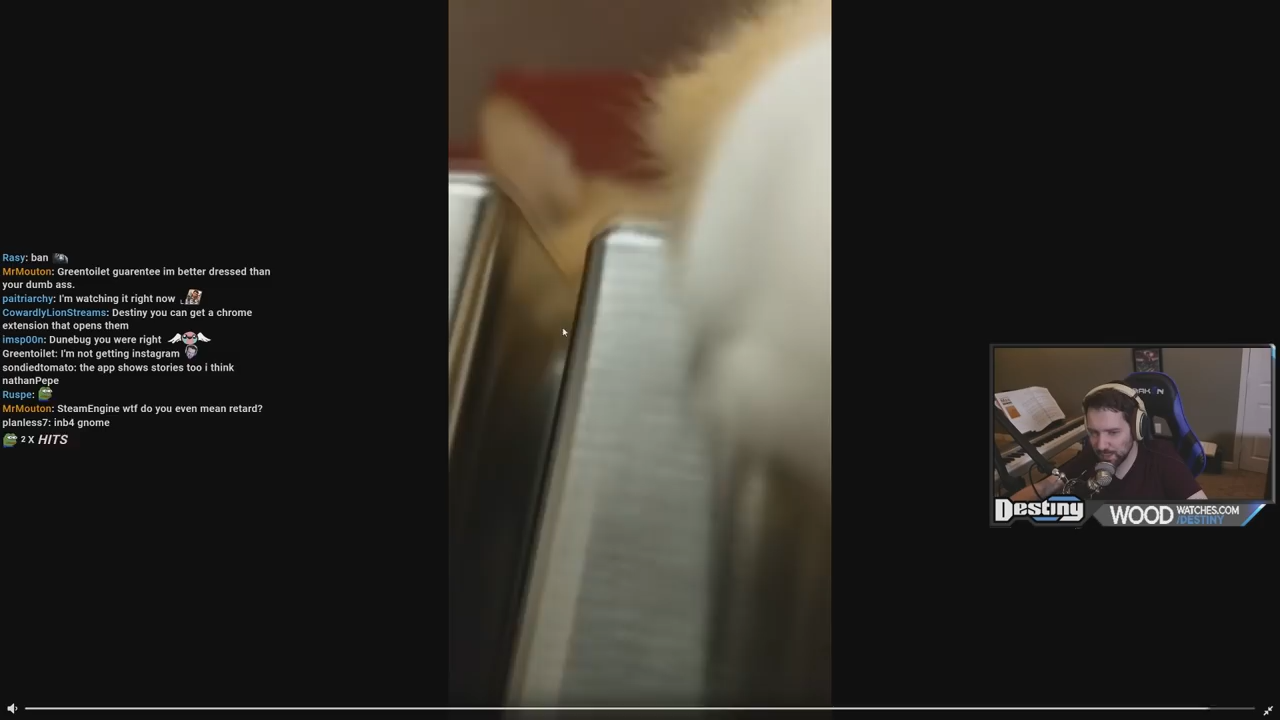 Rasy: ban
MrMouton: Greentoilet guarentee im better dressed than
your dumb ass.
paitriarchy: I'm watching it right now
CowardlyLionStreams: Destiny you can get a chrome
extension that opens them
imsp00n: Dunebug you were right
Greentoilet: I'm not getting instagram
sondiedtomato: the app shows stories too i think
nathanPepe
Ruspe:
MrMouton: SteamEngine wtf do you even mean retard?
planless7: inb4 gnome
2 X HITS
Destiny
WOOD WATCHES.COM
/DESTINY